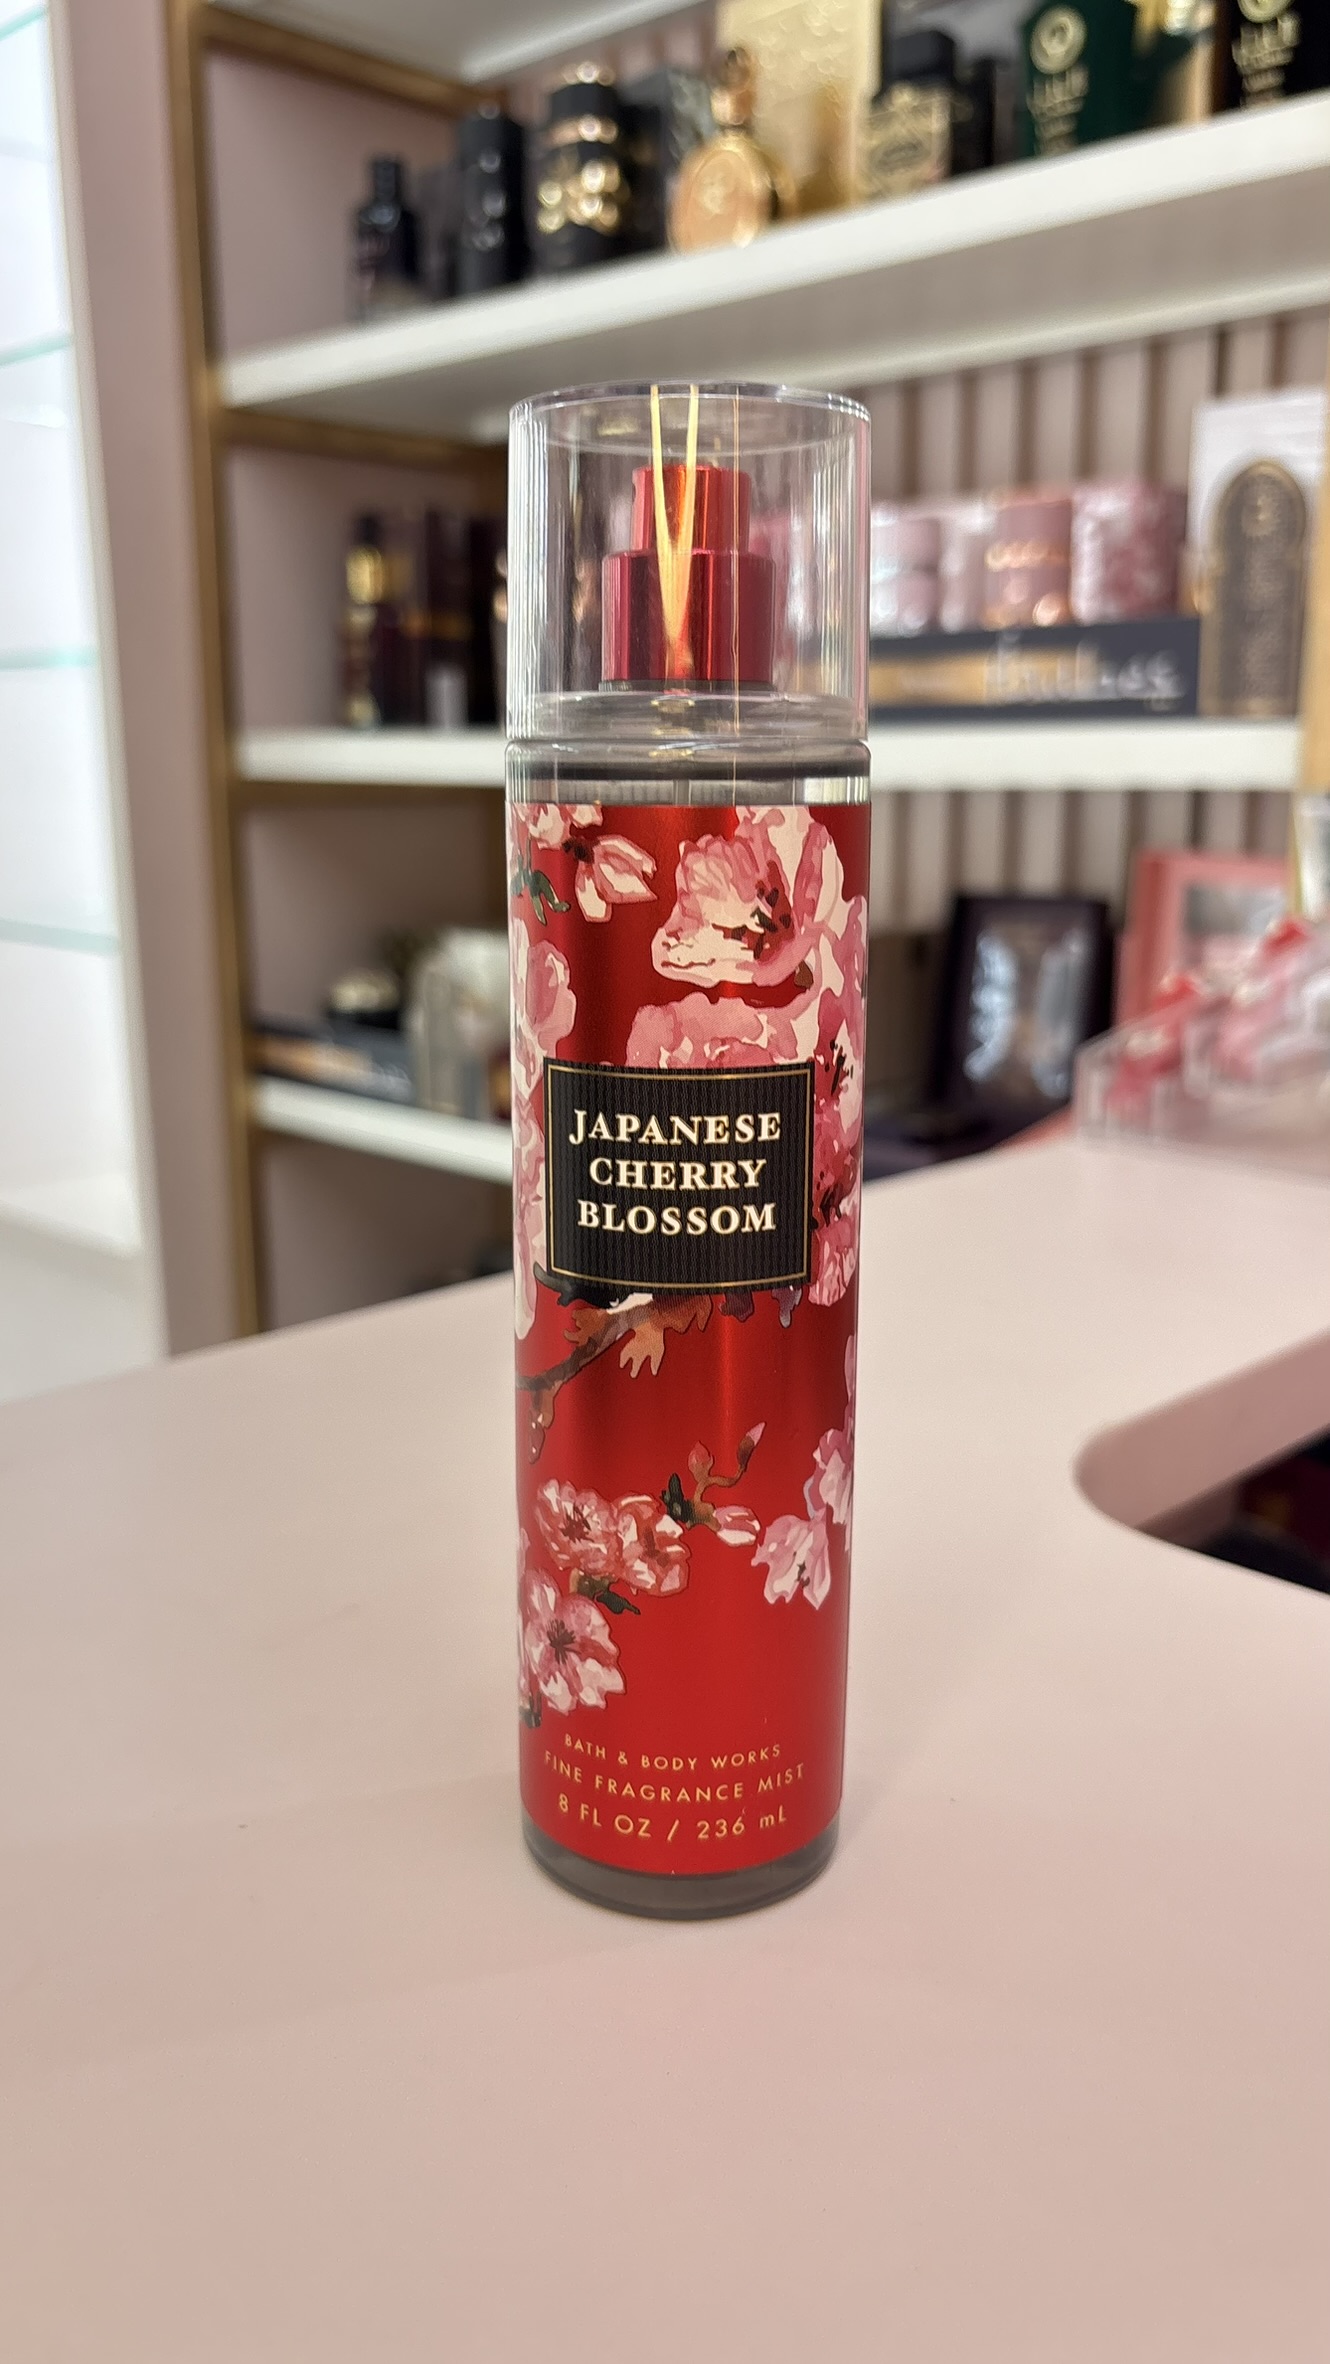 JAPANESE
CHERRY
BLOSSOM
BATH & BODY WORKS
FINE FRAGRANCE MIST
8 FL OZ / 236 mL